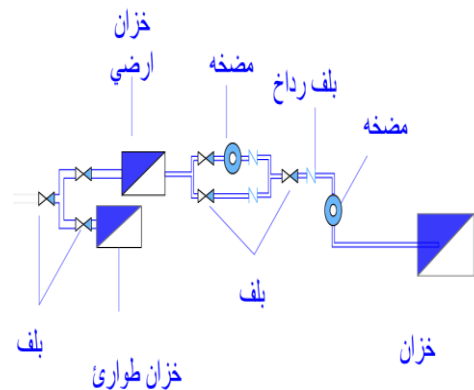 خزان
ارضي
مضخه
بلف رداخ
مضخه
بلف
بلف
خزان
خزان طوارئ